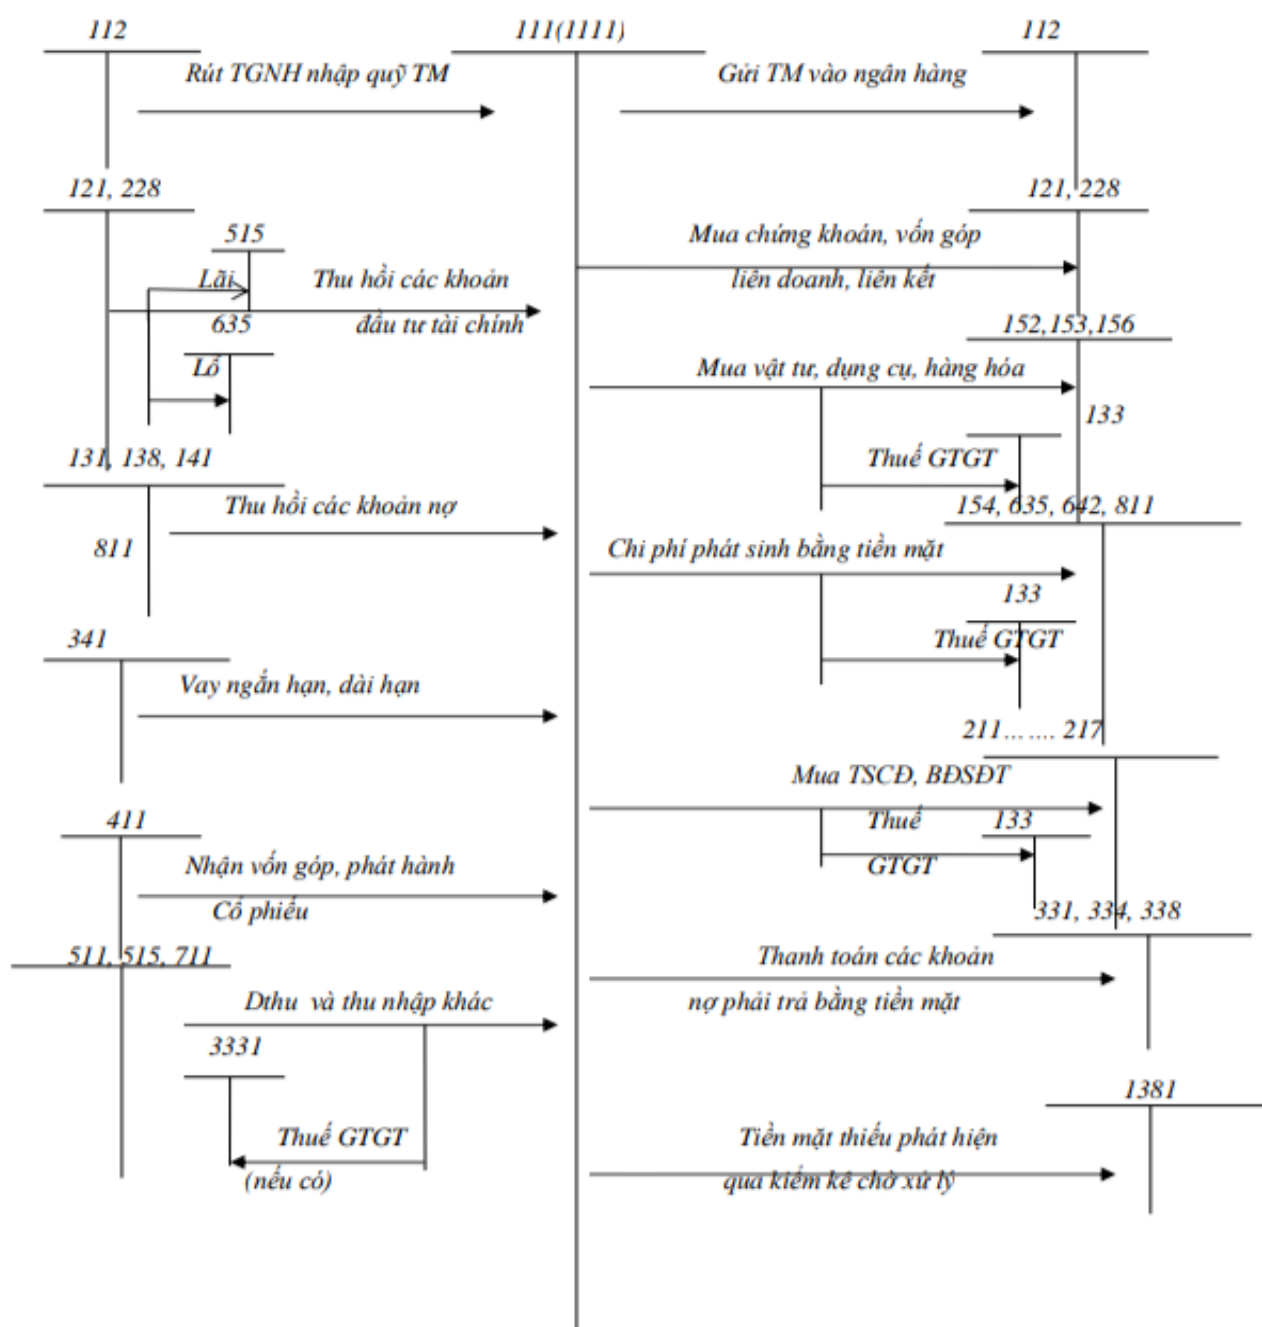 112
111(1111)
112
Rút TGNH nhập quỹ TM
Gửi TM vào ngân hàng
121, 228
121, 228
515
Mua chứng khoán, vốn góp
Lãi
Thu hồi các khoản
liên doanh, liên kết
635
đầu tư tài chính
152,153,156
Lỗ
Mua vật tư, dụng cụ, hàng hóa
133
131, 138, 141
Thuế GTGT
Thu hồi các khoản nợ
154, 635, 642, 811
811
Chi phí phát sinh bằng tiền mặt
133
341
Thuế GTGT
Vay ngắn hạn, dài hạn
211... .... 217
Mua TSCĐ, BĐSĐT
411
Thuế
133
Nhận vốn góp, phát hành
GTGT
Cổ phiếu
331, 334, 338
511, 515, 711
Thanh toán các khoản
Dthu và thu nhập khác
nợ phải trả bằng tiền mặt
3331
1381
Thuế GTGT
Tiền mặt thiếu phát hiện
(nếu có)
qua kiểm kê chờ xử lý